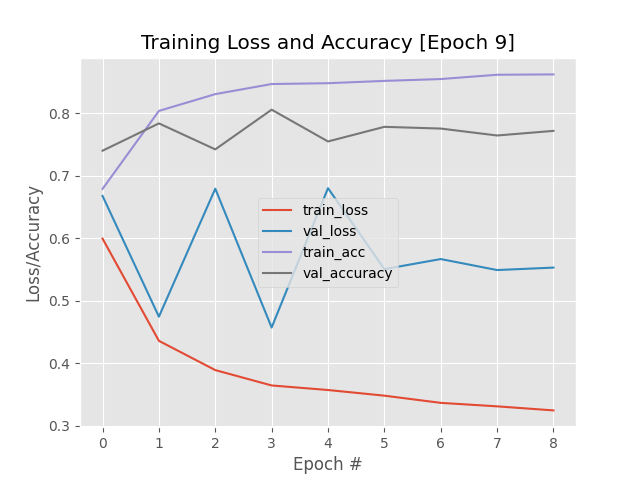 Training Loss and Accuracy [Epoch 9]
Loss/Accuracy
0.8
0.7
0.6
0.5
0.4
0.3
train_loss
val_loss
train_acc
val_accuracy
0 1 2 3 4 5 6 7 8
Epoch #